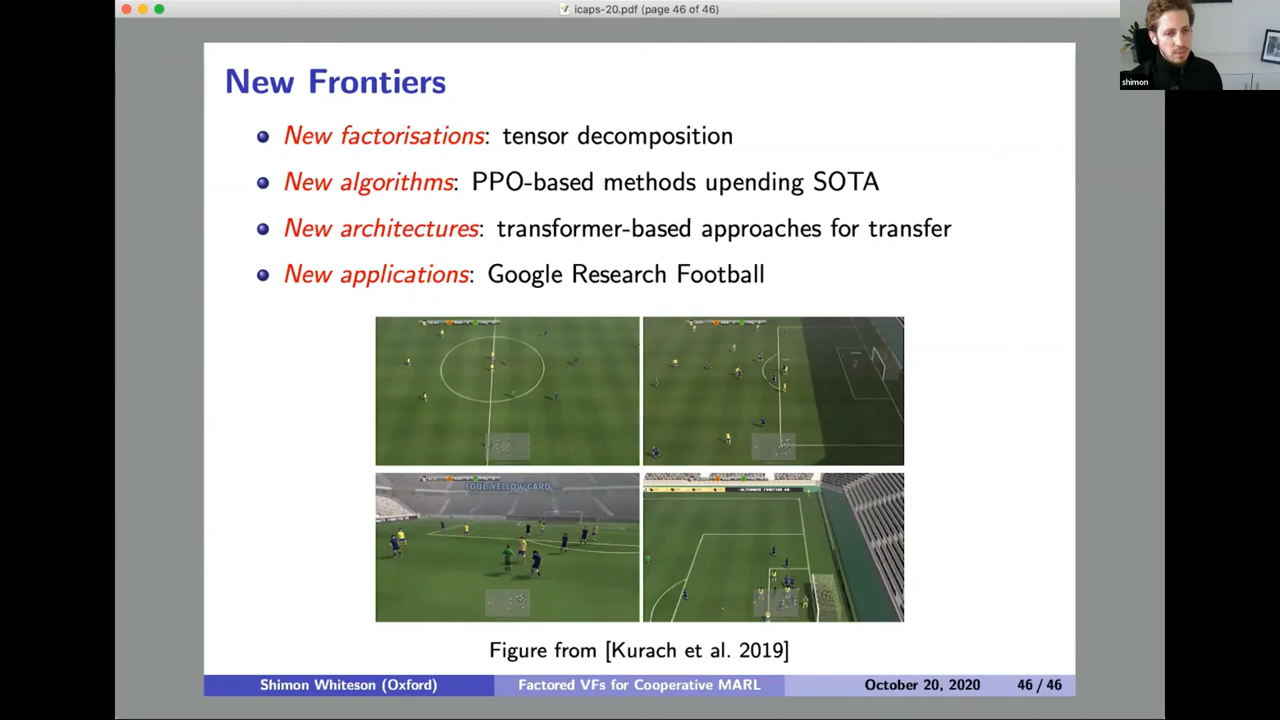 icaps-20.pdf (page 46 of 46)
shimon
New Frontiers
New factorisations: tensor decomposition
New algorithms: PPO-based methods upending SOTA
New architectures: transformer-based approaches for transfer
New applications: Google Research Football
FOUL YELLOW CARD
Figure from [Kurach et al. 2019]
Shimon Whiteson (Oxford)
Factored VFs for Cooperative MARL
October 20, 2020
46 / 46